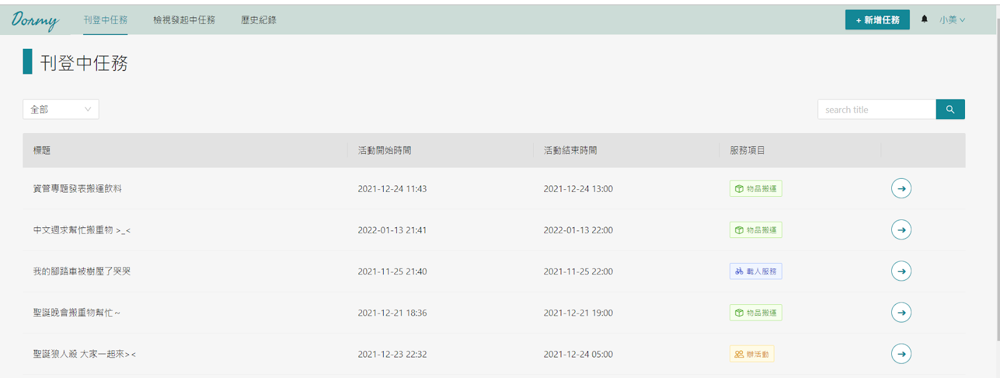 Dormy 刊登中任務 檢視發起中任務 歷史紀錄 + 新增任務 小美
刊登中任務
全部 search title
標題 活動開始時間 活動結束時間 服務項目
資管專題發表搬運飲料 2021-12-24 11:43 2021-12-24 13:00 物品搬運
中文週求幫忙搬重物 >_< 2022-01-13 21:41 2022-01-13 22:00 物品搬運
我的腳踏車被樹壓了哭哭 2021-11-25 21:40 2021-11-25 22:00 載人服務
聖誕晚會搬重物幫忙～ 2021-12-21 18:36 2021-12-21 19:00 物品搬運
聖誕狼人殺 大家一起來>< 2021-12-23 22:32 2021-12-24 05:00 辦活動